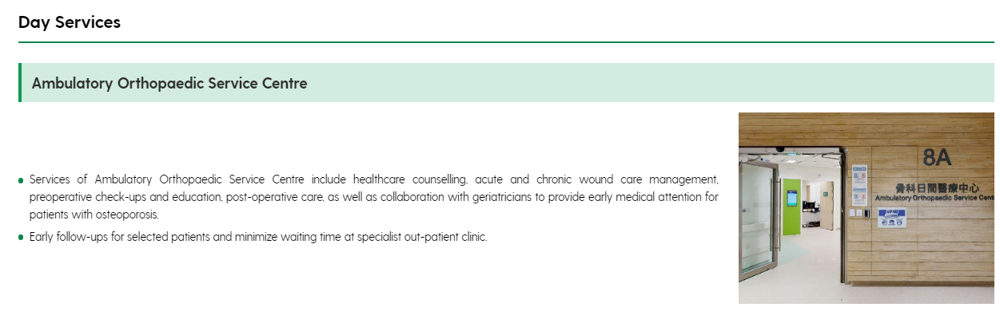 Day Services
Ambulatory Orthopaedic Service Centre
Services of Ambulatory Orthopaedic Service Centre include healthcare counselling, acute and chronic wound care management,
preoperative check-ups and education, post-operative care, as well as collaboration with geriatricians to provide early medical attention for
patients with osteoporosis.
Early follow-ups for selected patients and minimize waiting time at specialist out-patient clinic.
8A
骨科日間醫療中心
Ambulatory Orthopaedic Service Cent